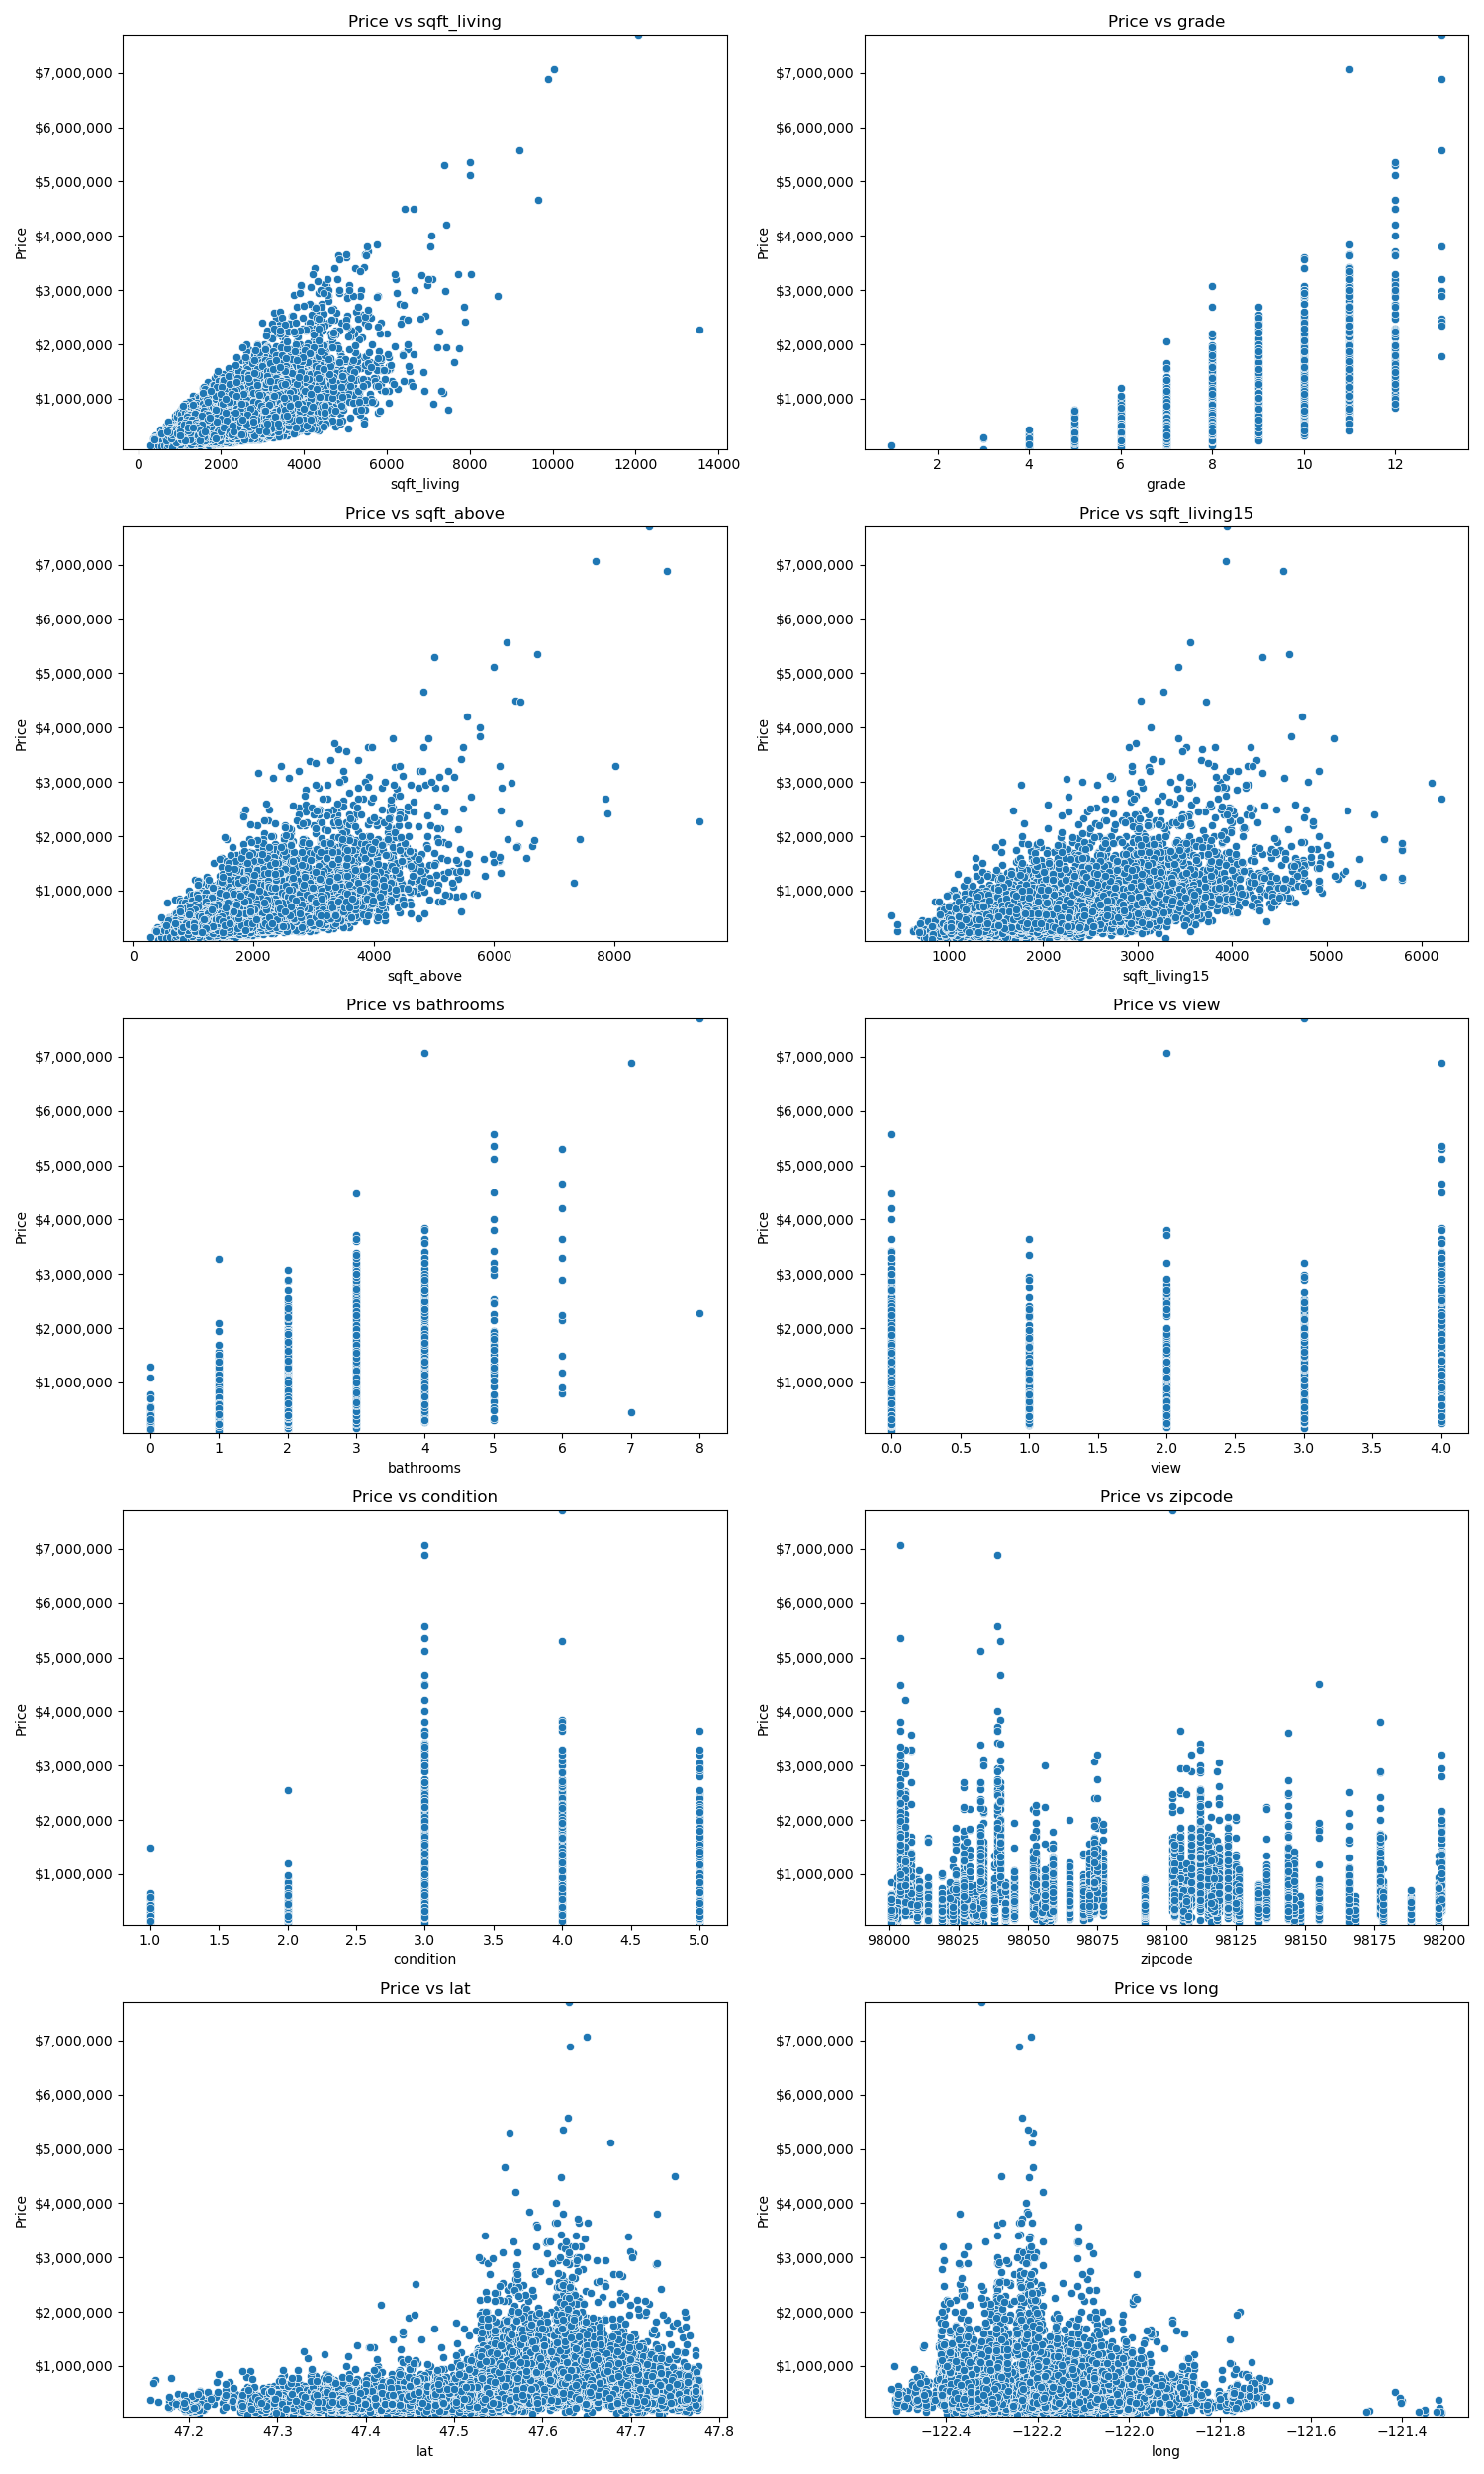 Price vs sqft_living
$7,000,000
$6,000,000
$5,000,000
$4,000,000
$3,000,000
$2,000,000
$1,000,000
Price
0 2000 4000 6000 8000 10000 12000 14000
sqft_living
Price vs grade
$7,000,000
$6,000,000
$5,000,000
$4,000,000
$3,000,000
$2,000,000
$1,000,000
Price
2 4 6 8 10 12
grade
Price vs sqft_above
$7,000,000
$6,000,000
$5,000,000
$4,000,000
$3,000,000
$2,000,000
$1,000,000
Price
0 2000 4000 6000 8000
sqft_above
Price vs sqft_living15
$7,000,000
$6,000,000
$5,000,000
$4,000,000
$3,000,000
$2,000,000
$1,000,000
Price
1000 2000 3000 4000 5000 6000
sqft_living15
Price vs bathrooms
$7,000,000
$6,000,000
$5,000,000
$4,000,000
$3,000,000
$2,000,000
$1,000,000
Price
0 1 2 3 4 5 6 7 8
bathrooms
Price vs view
$7,000,000
$6,000,000
$5,000,000
$4,000,000
$3,000,000
$2,000,000
$1,000,000
Price
0.0 0.5 1.0 1.5 2.0 2.5 3.0 3.5 4.0
view
Price vs condition
$7,000,000
$6,000,000
$5,000,000
$4,000,000
$3,000,000
$2,000,000
$1,000,000
Price
1.0 1.5 2.0 2.5 3.0 3.5 4.0 4.5 5.0
condition
Price vs zipcode
$7,000,000
$6,000,000
$5,000,000
$4,000,000
$3,000,000
$2,000,000
$1,000,000
Price
98000 98025 98050 98075 98100 98125 98150 98175 98200
zipcode
Price vs lat
$7,000,000
$6,000,000
$5,000,000
$4,000,000
$3,000,000
$2,000,000
$1,000,000
Price
47.2 47.3 47.4 47.5 47.6 47.7 47.8
lat
Price vs long
$7,000,000
$6,000,000
$5,000,000
$4,000,000
$3,000,000
$2,000,000
$1,000,000
Price
−122.4 −122.2 −122.0 −121.8 −121.6 −121.4
long